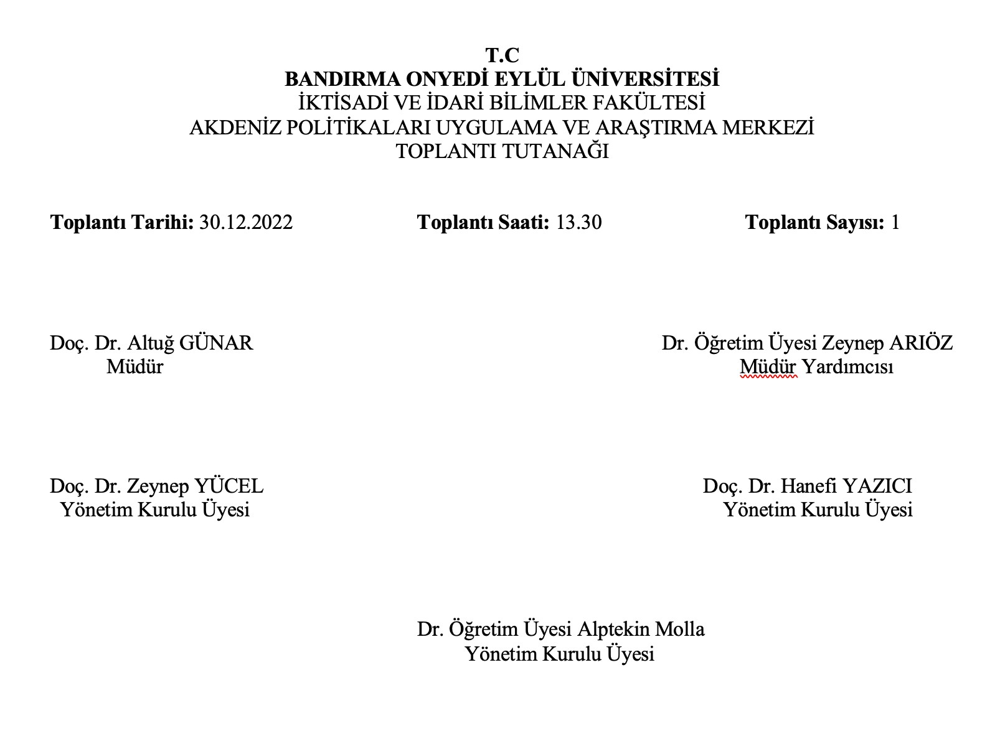 T.C
BANDIRMA ONYEDİ EYLÜL ÜNİVERSİTESİ
İKTİSADİ VE İDARİ BİLİMLER FAKÜLTESİ
AKDENİZ POLİTİKALARI UYGULAMA VE ARAŞTIRMA MERKEZİ
TOPLANTI TUTANAĞI
Toplantı Tarihi: 30.12.2022 Toplantı Saati: 13.30 Toplantı Sayısı: 1
Doç. Dr. Altuğ GÜNAR Dr. Öğretim Üyesi Zeynep ARIÖZ
Müdür Müdür Yardımcısı
Doç. Dr. Zeynep YÜCEL Doç. Dr. Hanefi YAZICI
Yönetim Kurulu Üyesi Yönetim Kurulu Üyesi
Dr. Öğretim Üyesi Alptekin Molla
Yönetim Kurulu Üyesi